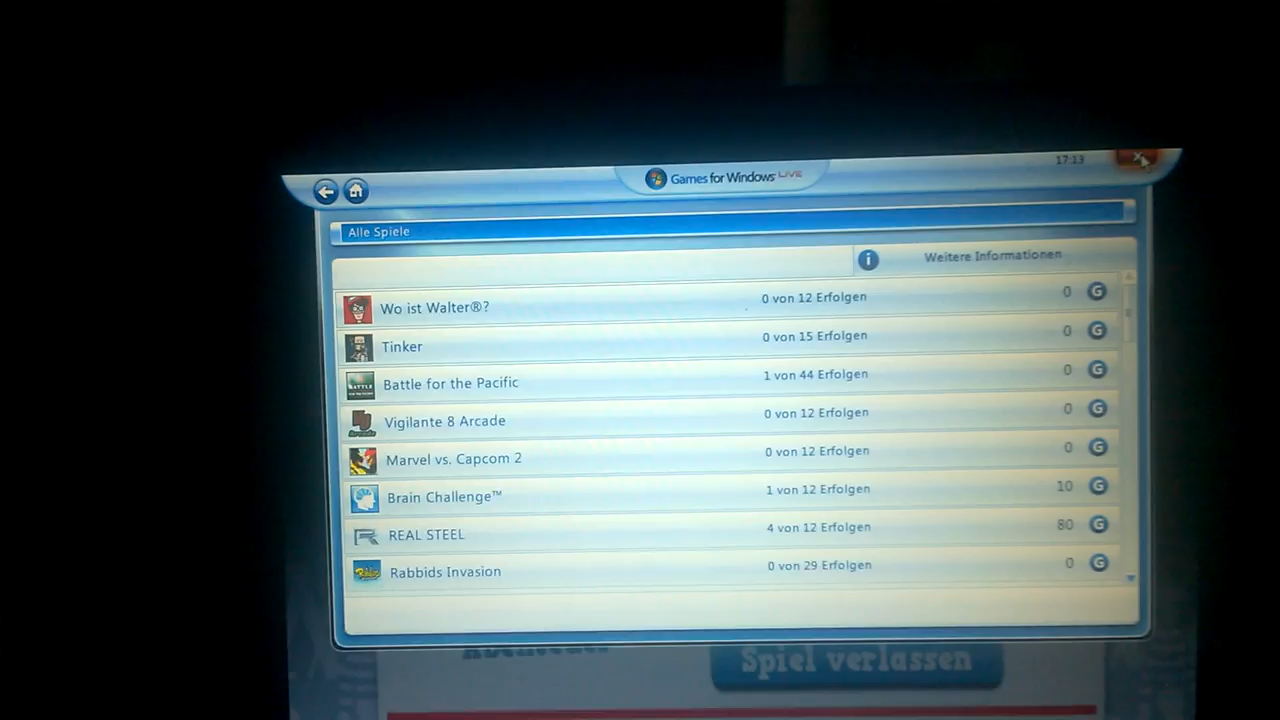 17:13
Games for Windows LIVE
Alle Spiele
Weitere Informationen
Wo ist Walter®? 0 von 12 Erfolgen 0 G
Tinker 0 von 15 Erfolgen 0 G
Battle for the Pacific 1 von 44 Erfolgen 0 G
Vigilante 8 Arcade 0 von 12 Erfolgen 0 G
Marvel vs. Capcom 2 0 von 12 Erfolgen 0 G
Brain Challenge™ 1 von 12 Erfolgen 10 G
REAL STEEL 4 von 12 Erfolgen 80 G
Rabbids Invasion 0 von 29 Erfolgen 0 G
Spiel verlassen